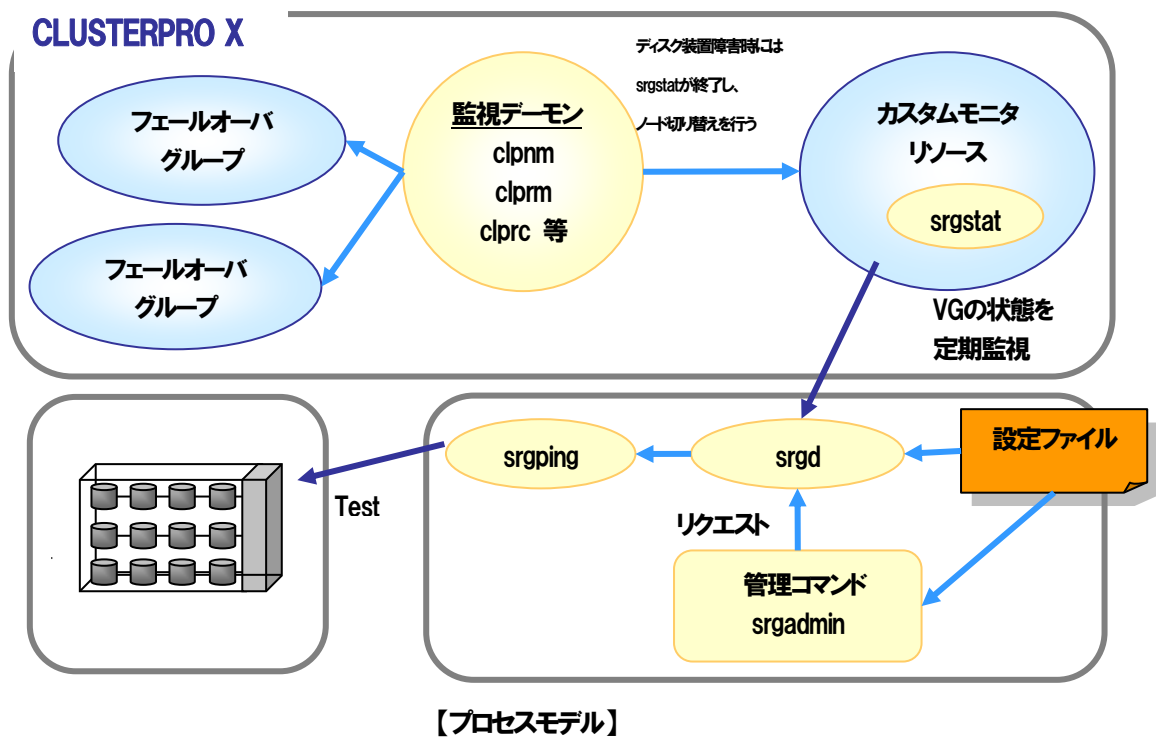 CLUSTERPRO X
フェールオーバ
グループ
フェールオーバ
グループ
監視デーモン
clpnm
clprm
clprc 等
ディスク装置障害時には
srgstatが終了し、
ノード切り替えを行う
カスタムモニタ
リソース
srgstat
VGの状態を
定期監視
Test
srgping
srgd
設定ファイル
リクエスト
管理コマンド
srgadmin
【プロセスモデル】